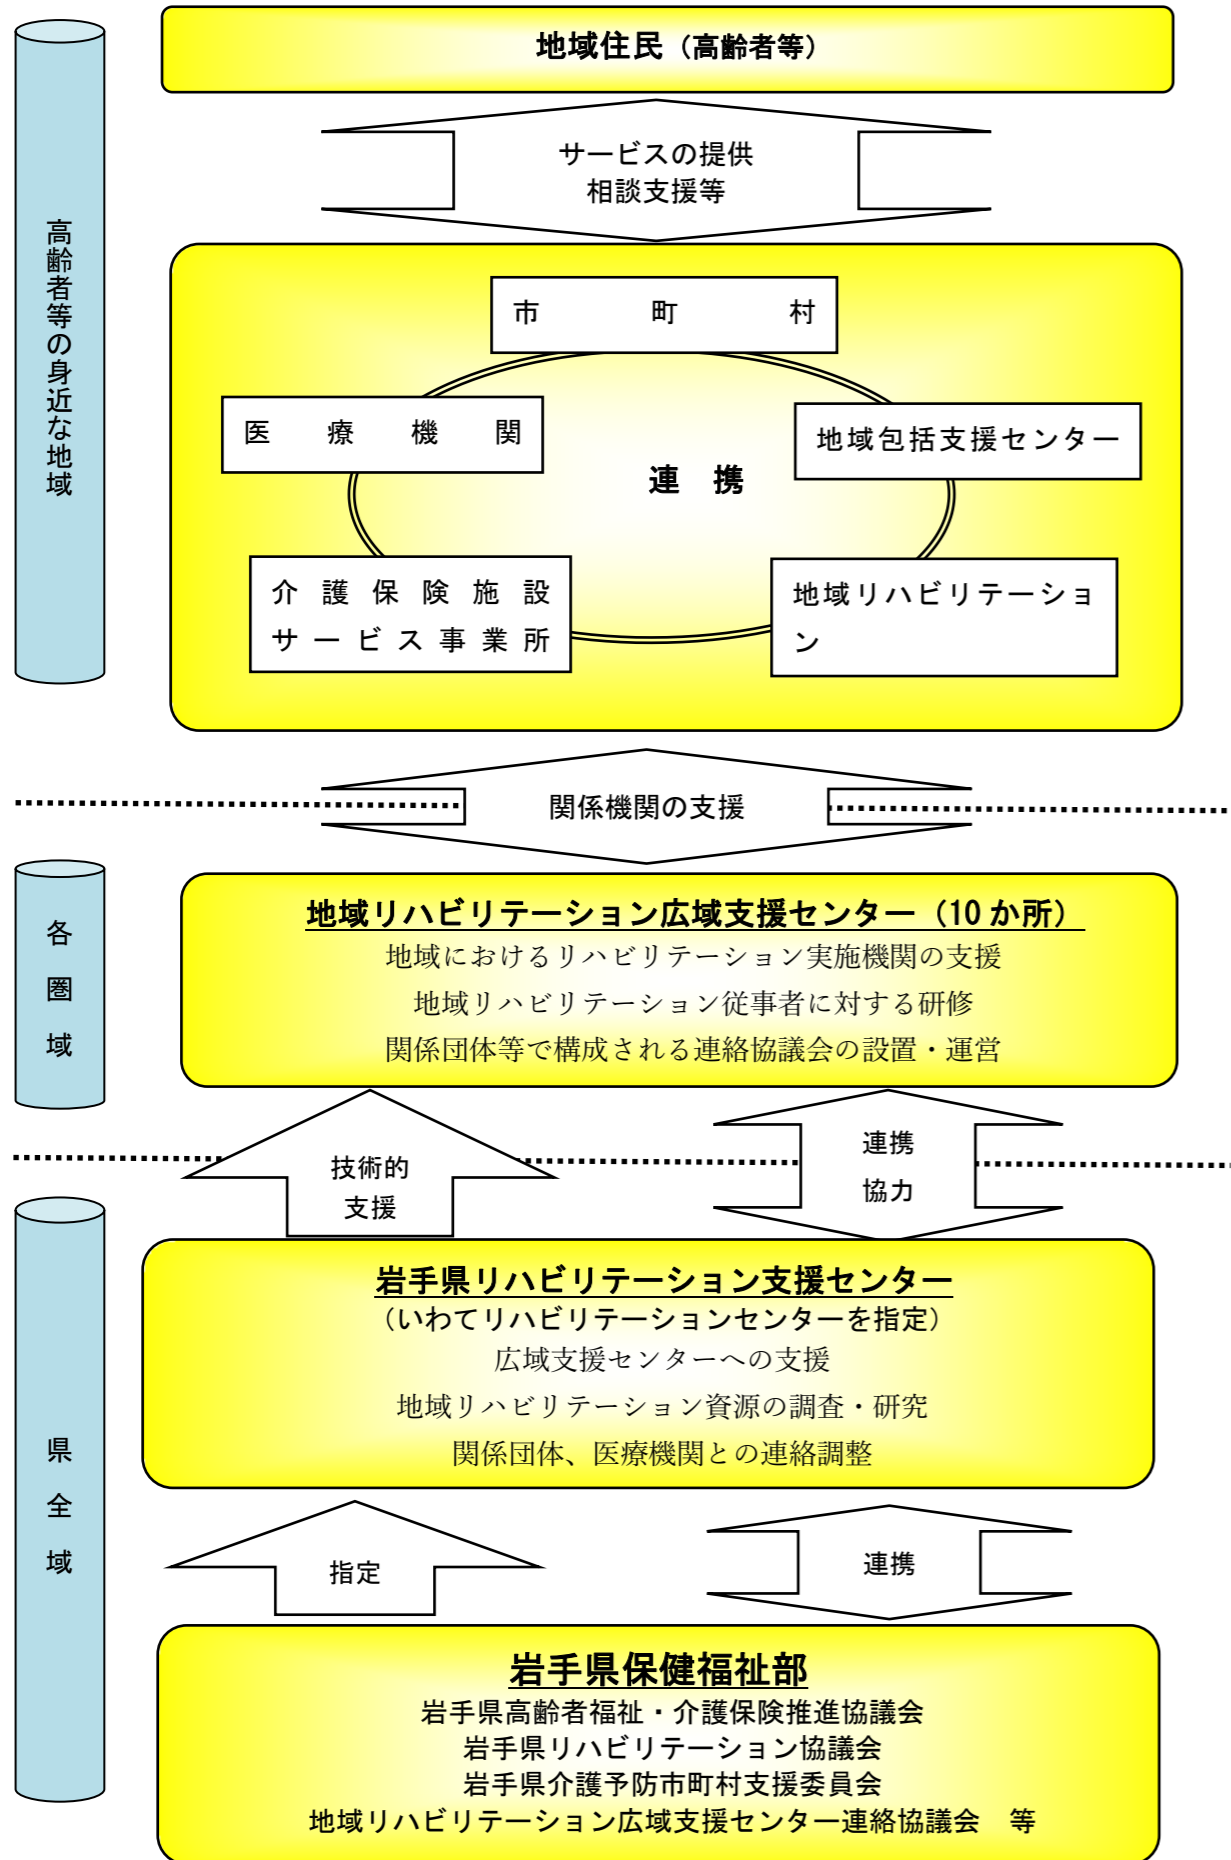 地域住民（高齢者等）
サービスの提供
相談支援等
高齢者等の身近な地域
市町村
医療機関
地域包括支援センター
連携
介護保険施設
サービス事業所
地域リハビリテーショ
ン
関係機関の支援
各圏域
地域リハビリテーション広域支援センター（10 か所）
地域におけるリハビリテーション実施機関の支援
地域リハビリテーション従事者に対する研修
関係団体等で構成される連絡協議会の設置・運営
技術的
支援
連携
協力
県全域
岩手県リハビリテーション支援センター
（いわてリハビリテーションセンターを指定）
広域支援センターへの支援
地域リハビリテーション資源の調査・研究
関係団体、医療機関との連絡調整
指定
連携
岩手県保健福祉部
岩手県高齢者福祉・介護保険推進協議会
岩手県リハビリテーション協議会
岩手県介護予防市町村支援委員会
地域リハビリテーション広域支援センター連絡協議会　等